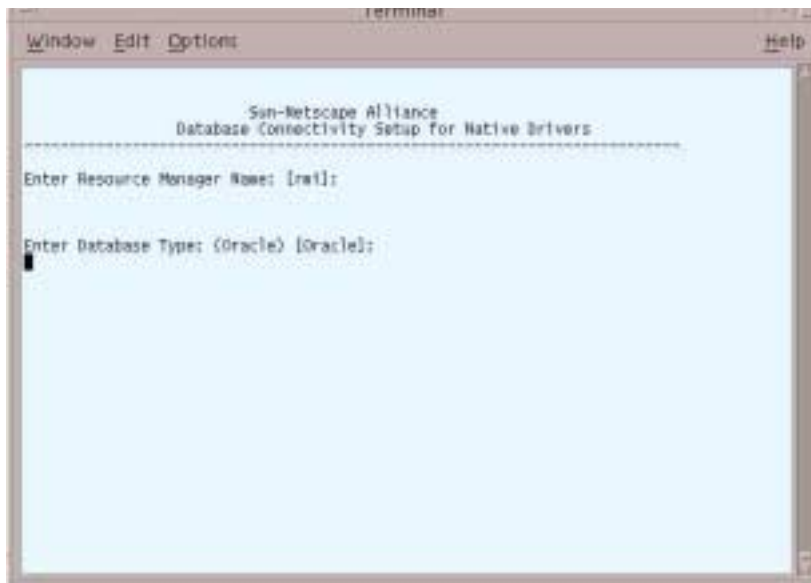 Terminal
Window Edit Options Help
Sun-Netscape Alliance
Database Connectivity Setup for Native Drivers
--------------------------------------------------------------------------
Enter Resource Manager Name: [rm1]:
Enter Database Type: (Oracle) [Oracle]: